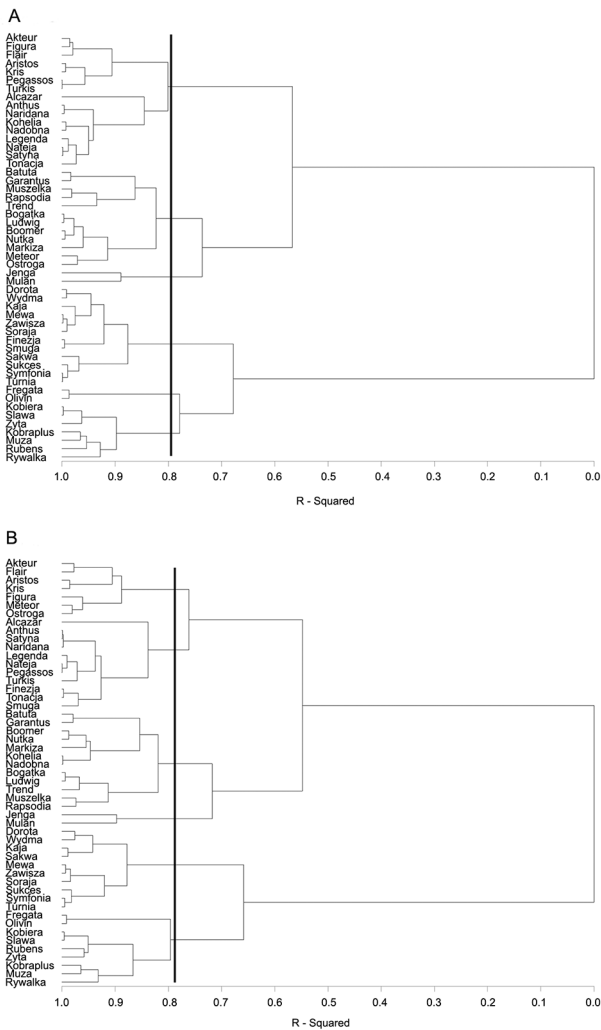 A
Akteur
Figura
Flair
Aristos
Kris
Pegassos
Turkis
Alcazar
Anthus
Naridana
Kohelia
Nadobna
Legenda
Nateja
Satyna
Tonacja
Batuta
Garantus
Muszelka
Rapsodia
Trend
Bogatka
Ludwig
Boomer
Nutka
Markiza
Meteor
Ostroga
Jenga
Mulan
Dorota
Wydma
Kaja
Mewa
Zawisza
Soraja
Finezja
Smuga
Sakwa
Sukces
Symfonia
Turnia
Fregata
Olivin
Kobiera
Slawa
Zyta
Kobraplus
Muza
Rubens
Rywalka
1.0 0.9 0.8 0.7 0.6 0.5 0.4 0.3 0.2 0.1 0.0
R - Squared
B
Akteur
Flair
Aristos
Kris
Figura
Meteor
Ostroga
Alcazar
Anthus
Satyna
Naridana
Legenda
Nateja
Pegassos
Turkis
Finezja
Tonacja
Smuga
Batuta
Garantus
Boomer
Nutka
Markiza
Kohelia
Nadobna
Bogatka
Ludwig
Trend
Muszelka
Rapsodia
Jenga
Mulan
Dorota
Wydma
Kaja
Sakwa
Mewa
Zawisza
Soraja
Sukces
Symfonia
Turnia
Fregata
Olivin
Kobiera
Slawa
Rubens
Zyta
Kobraplus
Muza
Rywalka
1.0 0.9 0.8 0.7 0.6 0.5 0.4 0.3 0.2 0.1 0.0
R - Squared